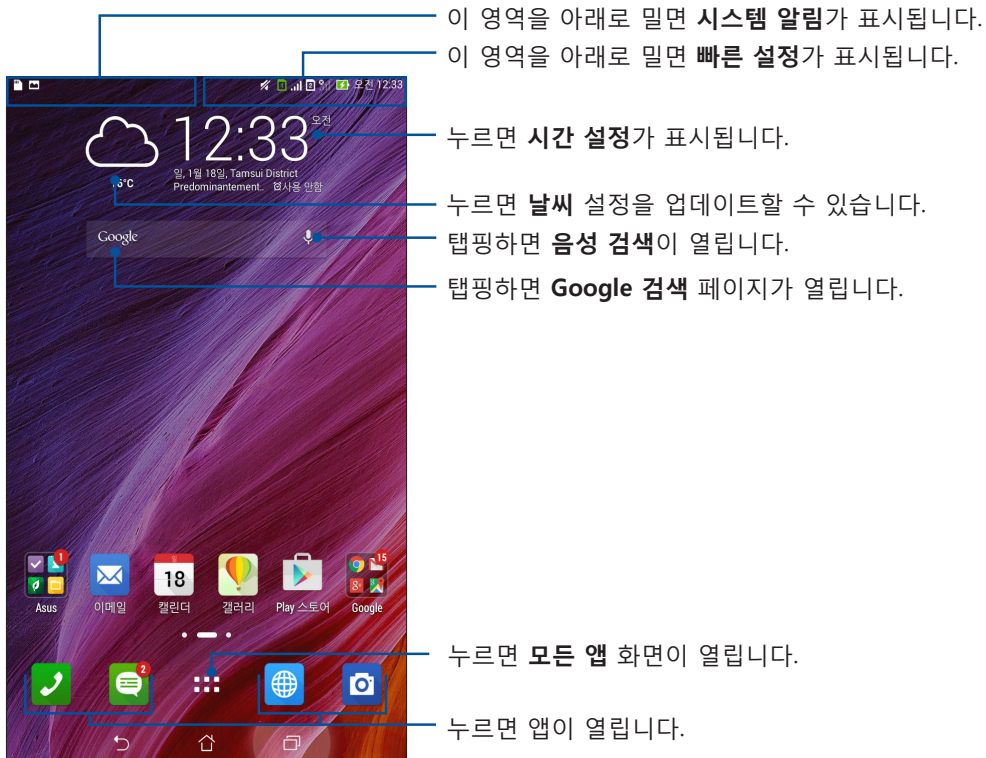 이 영역을 아래로 밀면 시스템 알림가 표시됩니다.
이 영역을 아래로 밀면 빠른 설정가 표시됩니다.
오전 12:33
12:33 오전
누르면 시간 설정가 표시됩니다.
일, 1월 18일, Tamsui District
Predominantement.. 사용 안함
누르면 날씨 설정을 업데이트할 수 있습니다.
Google
탭핑하면 음성 검색이 열립니다.
탭핑하면 Google 검색 페이지가 열립니다.
1
15
일
18
Asus
이메일
캘린더
갤러리
Play 스토어
Google
누르면 모든 앱 화면이 열립니다.
2
누르면 앱이 열립니다.